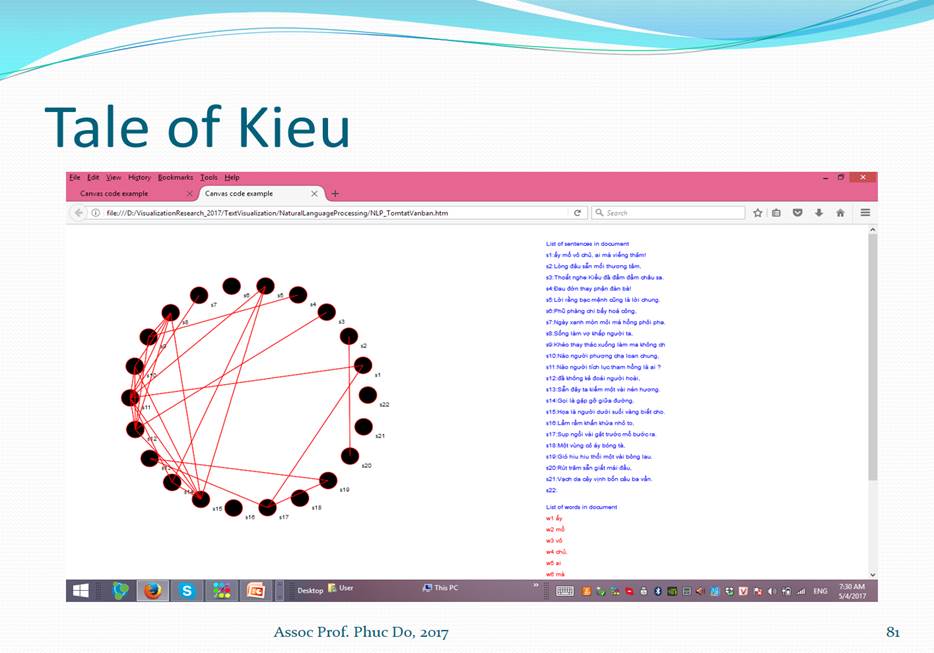 Tale of Kieu
File Edit View History Bookmarks Tools Help
Canvas code example
Canvas code example
file:///D:/VisualizationResearch_2017/TextVisualization/NaturalLanguageProcessing/NLP_TomtatVanban.htm
Search
List of sentences in document
s1:ấy mồ vô chủ, ai mà viếng thăm!
s2:Lòng đâu sẵn mối thương tâm,
s3:Thoắt nghe Kiều đã đầm đầm châu sa.
s4:Đau đớn thay phận đàn bà!
s5:Lời rằng bạc mệnh cũng là lời chung.
s6:Phũ phàng chi bấy hoá công,
s7:Ngày xanh mòn mỏi má hồng phôi pha.
s8:Sống làm vợ khắp người ta,
s9:Khéo thay thác xuống làm ma không ch
s10:Nào người phượng chạ loan chung,
s11:Nào người tích lục tham hồng là ai ?
s12:đã không kẻ đoái người hoài,
s13:Sẵn đây ta kiếm một vài nén hương.
s14:Gọi là gặp gỡ giữa đường,
s15:Hoạ là người dưới suối vàng biết cho.
s16:Lầm rầm khấn khứa nhỏ to,
s17:Sụp ngồi vài gật trước mồ bước ra.
s18:Một vùng cỏ áy bóng tà,
s19:Gió hiu hiu thổi một vài bông lau.
s20:Rút trâm sẵn giắt mái đầu,
s21:Vạch da cây vịnh bốn câu ba vần.
s22:
List of words in document
w1 ấy
w2 mồ
w3 vô
w4 chủ,
w5 ai
w6 mà
s1
s2
s3
s4
s5
s6
s7
s8
s9
s10
s11
s12
s13
s14
s15
s16
s17
s18
s19
s20
s21
s22
Desktop
User
This PC
ENG
7:30 AM
5/4/2017
Assoc Prof. Phuc Do, 2017
81